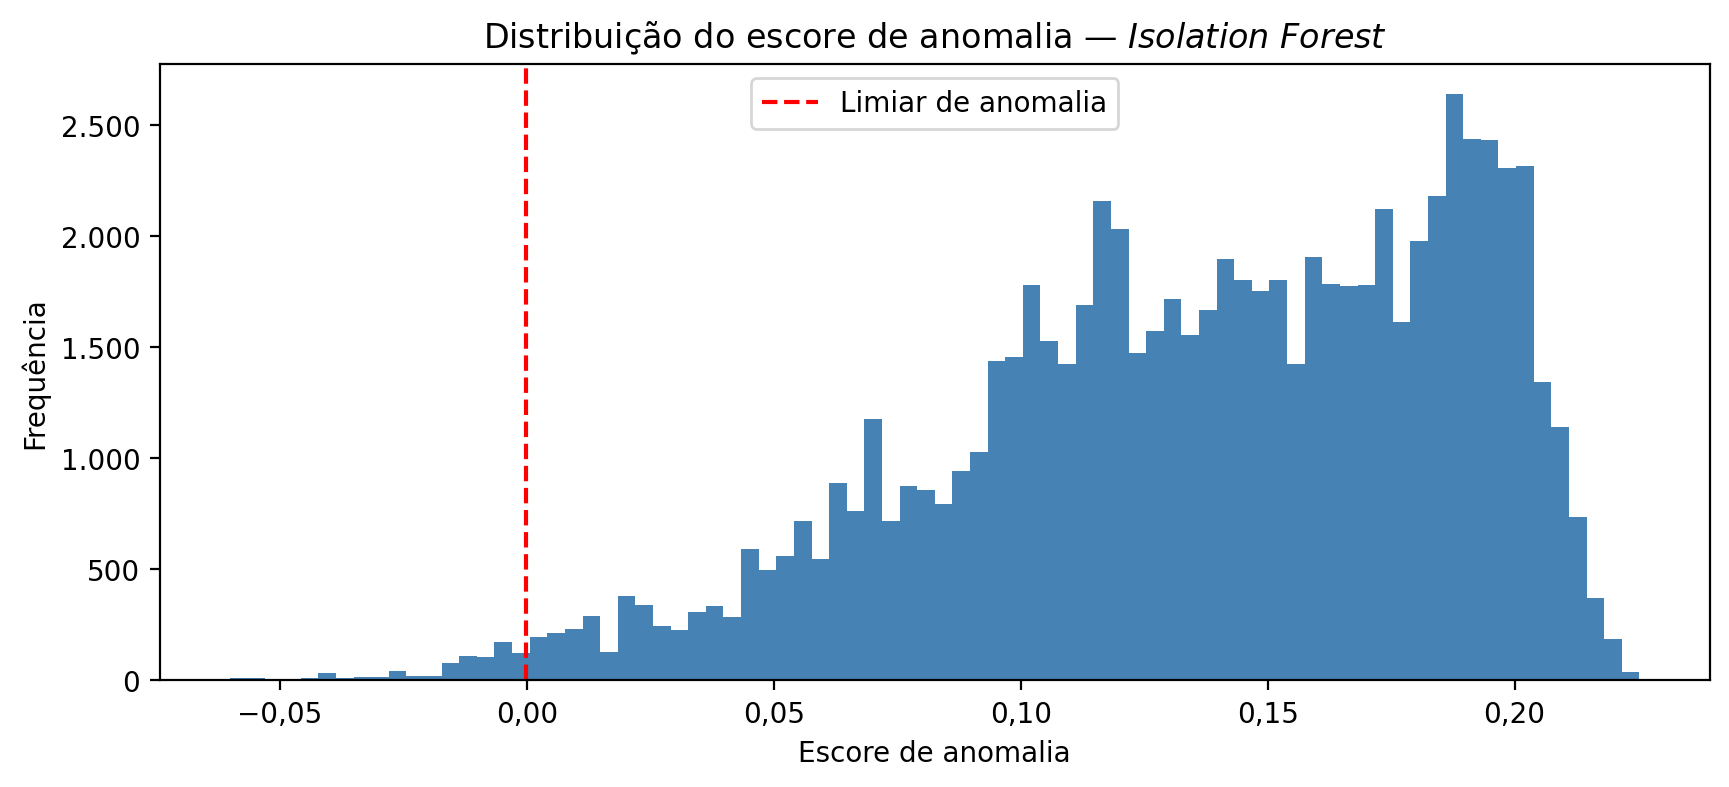 Distribuição do escore de anomalia — Isolation Forest
Limiar de anomalia
Frequência
2.500
2.000
1.500
1.000
500
0
−0,05 0,00 0,05 0,10 0,15 0,20
Escore de anomalia